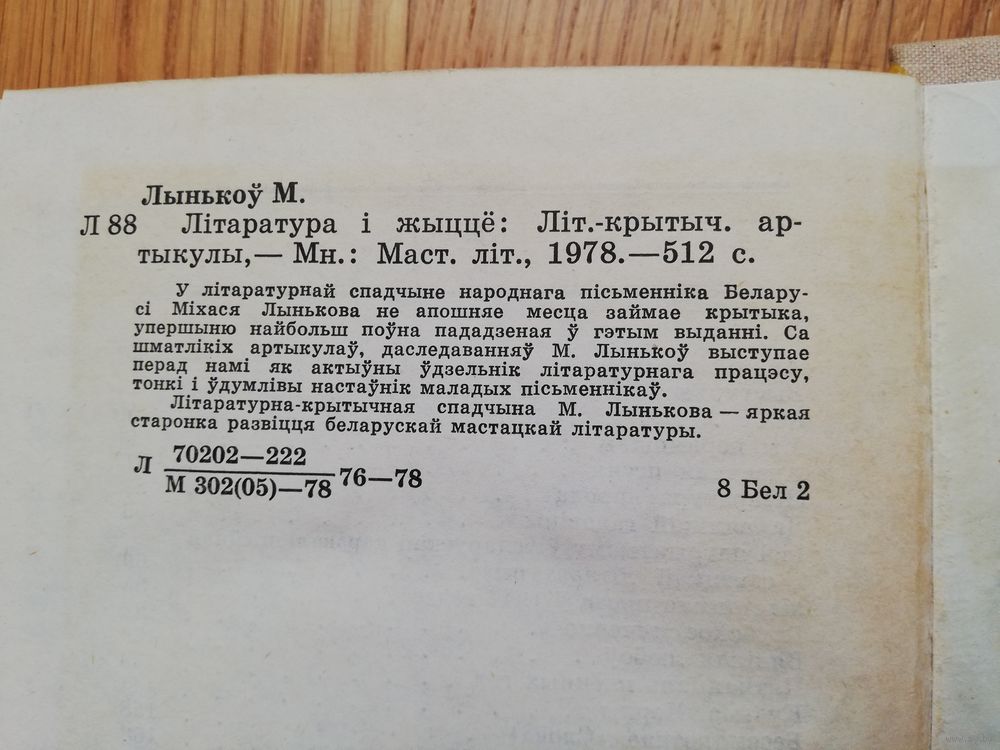 Лынькоў М.
Л 88 Літаратура і жыццё: Літ.-крытыч. ар-
тыкулы,— Мн.: Маст. літ., 1978.—512 с.
У літаратурнай спадчыне народнага пісьменніка Белару-
сі Міхася Лынькова не апошняе месца займае крытыка,
упершыню найбольш поўна пададзеная ў гэтым выданні. Са
шматлікіх артыкулаў, даследаванняў М. Лынькоў выступае
перад намі як актыўны ўдзельнік літаратурнага працэсу,
тонкі і ўдумлівы настаўнік маладых пісьменнікаў.
Літаратурна-крытычная спадчына М. Лынькова — яркая
старонка развіцця беларускай мастацкай літаратуры.
Л 70202—222
М 302(05)—78 76—78
8 Бел 2